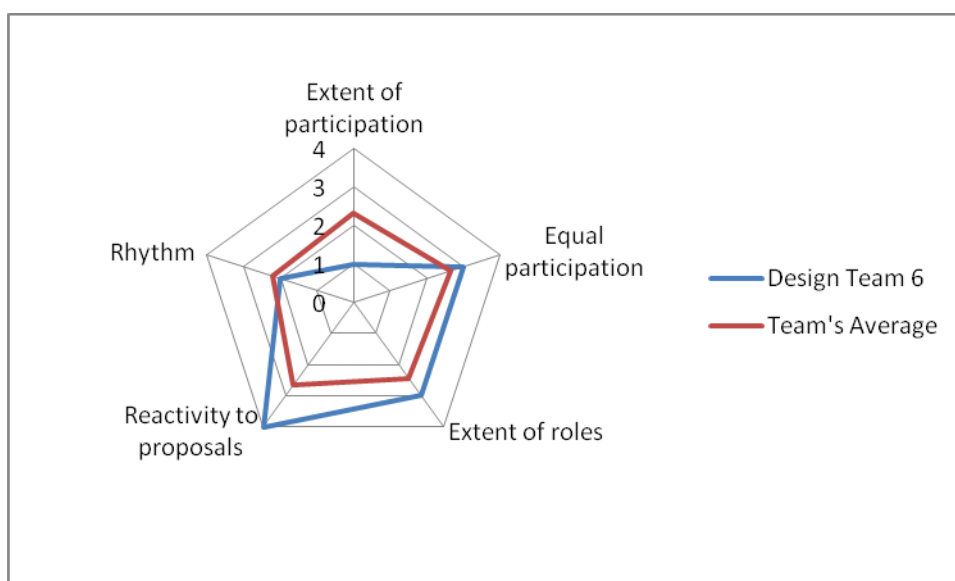 Extent of
participation
4
3
2
1
0
Equal
participation
Rhythm
Reactivity to
proposals
Extent of roles
Design Team 6
Team's Average